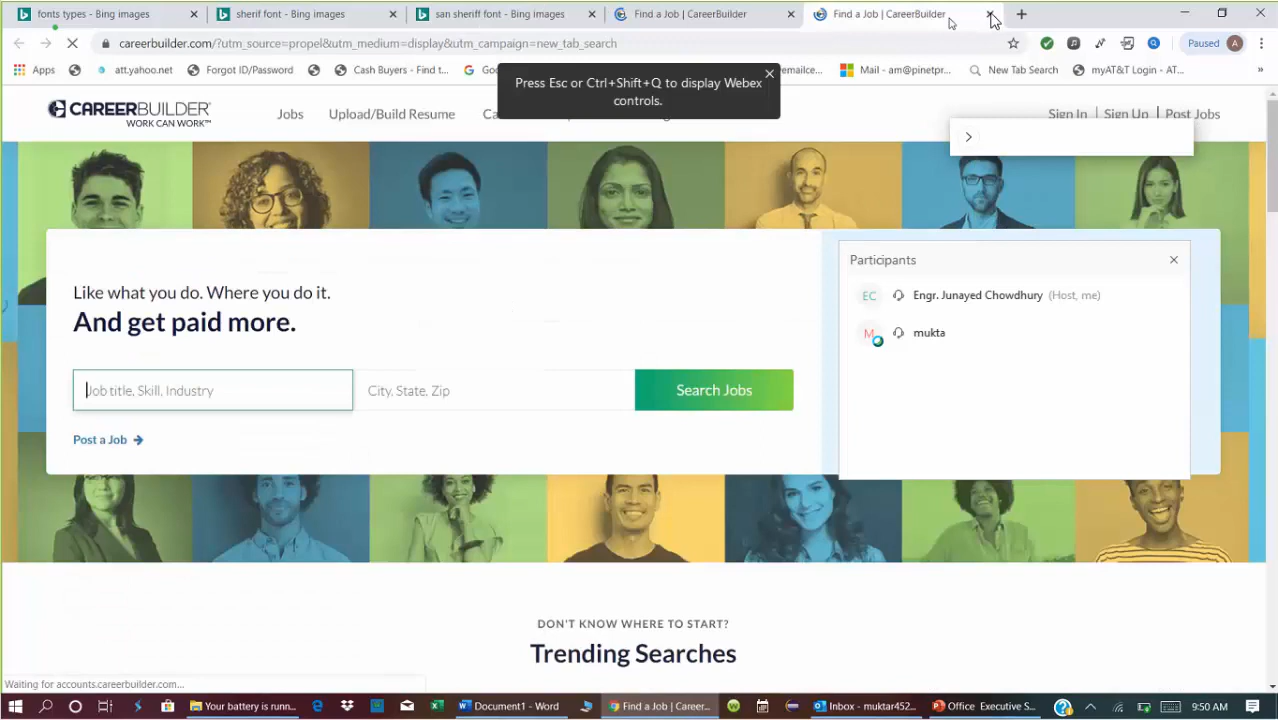 fonts types - Bing images
sherif font - Bing images
san sheriff font - Bing images
Find a Job | CareerBuilder
Find a Job | CareerBuilder
careerbuilder.com/?utm_source=propel&utm_medium=display&utm_campaign=new_tab_search
Paused
A
Apps
att.yahoo.net
Forgot ID/Password
Cash Buyers - Find t...
Goo
emailce...
Mail - am@pinetpr...
New Tab Search
myAT&T Login - AT...
Press Esc or Ctrl+Shift+Q to display Webex
controls.
CAREERBUILDER
WORK CAN WORK™
Jobs
Upload/Build Resume
Ca
Sign In
Sign Up
Post Jobs
Like what you do. Where you do it.
And get paid more.
Job title, Skill, Industry
City, State, Zip
Search Jobs
Post a Job
Participants
EC
Engr. Junayed Chowdhury (Host, me)
M
mukta
DON'T KNOW WHERE TO START?
Trending Searches
Waiting for accounts.careerbuilder.com...
Your battery is runn...
Document1 - Word
Find a Job | Career...
Inbox - muktar452...
Office Executive S...
9:50 AM